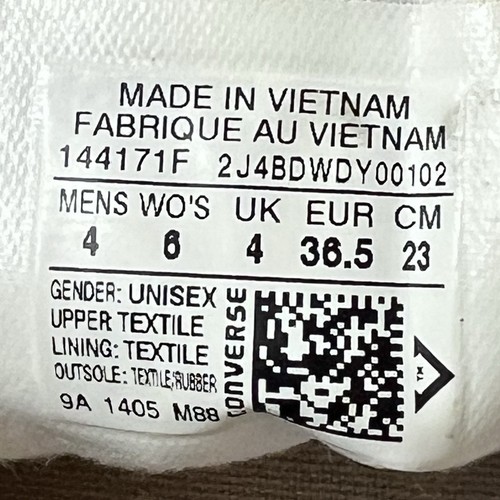 MADE IN VIETNAM
FABRIQUE AU VIETNAM
144171F 2J4BDWDY00102
MENS WO'S UK EUR CM
4 6 4 36.5 23
GENDER: UNISEX
UPPER TEXTILE
LINING: TEXTILE
OUTSOLE: TEXTILE/RUBBER
9A 1405 M88
CONVERSE
TM